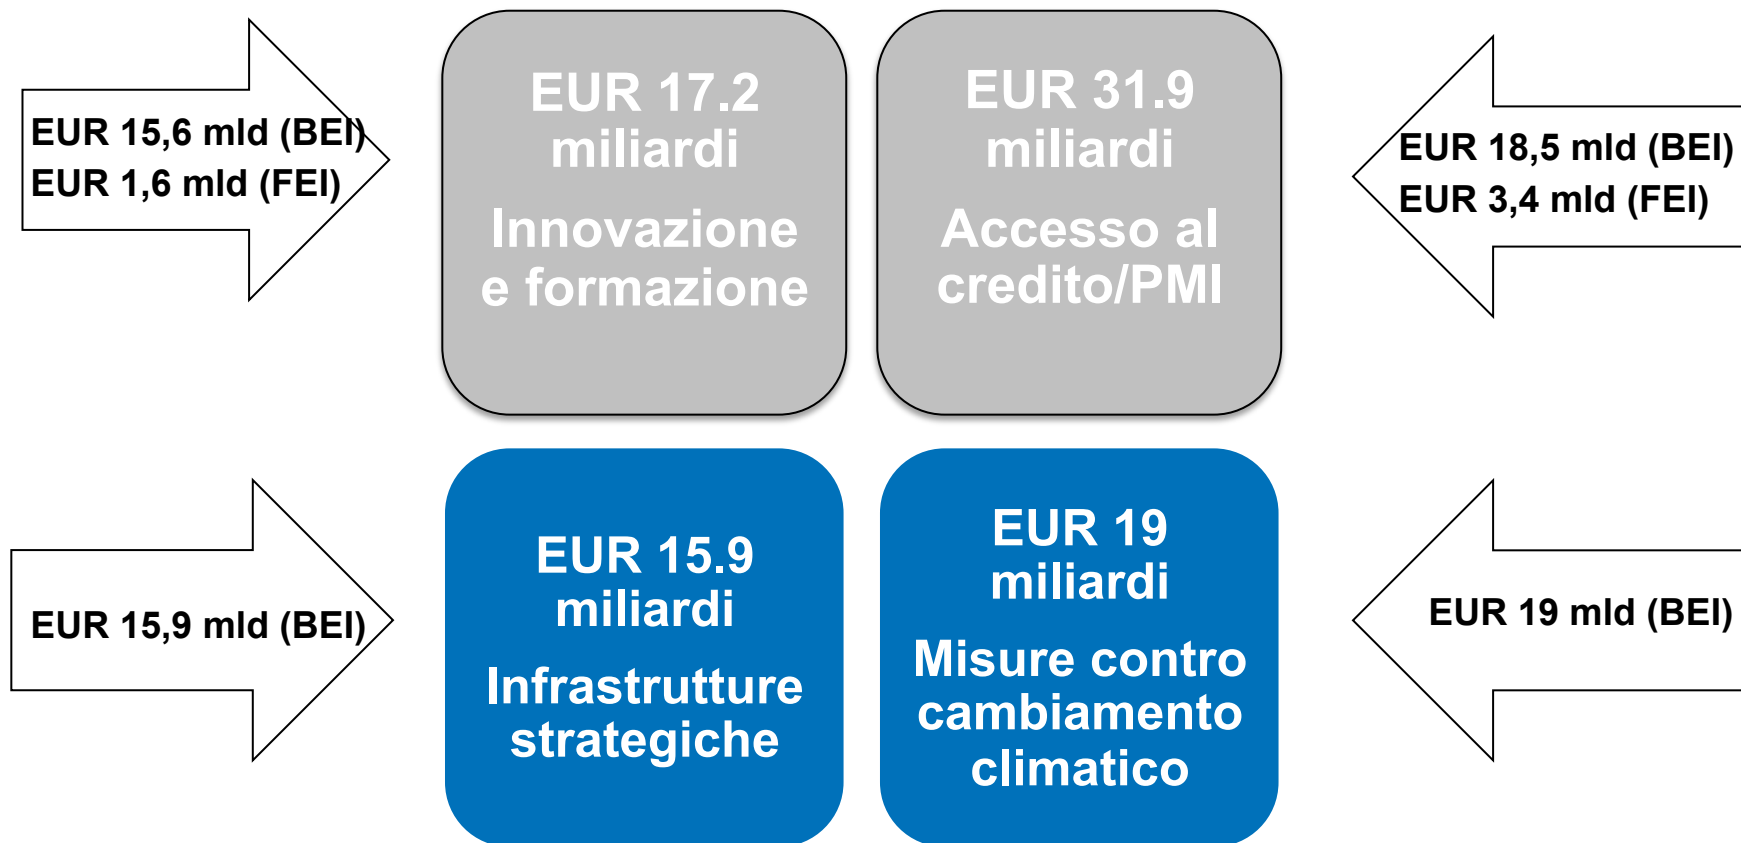 EUR 15,6 mld (BEI)
EUR 1,6 mld (FEI)
EUR 17.2
miliardi
Innovazione
e formazione
EUR 31.9
miliardi
Accesso al
credito/PMI
EUR 18,5 mld (BEI)
EUR 3,4 mld (FEI)
EUR 15,9 mld (BEI)
EUR 15.9
miliardi
Infrastrutture
strategiche
EUR 19
miliardi
Misure contro
cambiamento
climatico
EUR 19 mld (BEI)